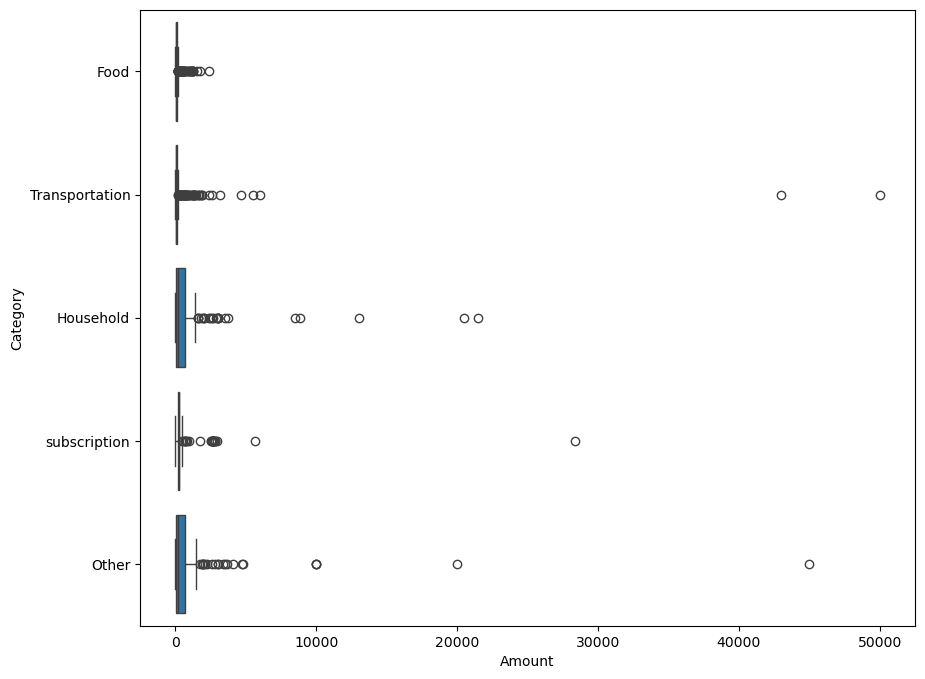 Food
Transportation
Household
subscription
Other
Category
0 10000 20000 30000 40000 50000
Amount